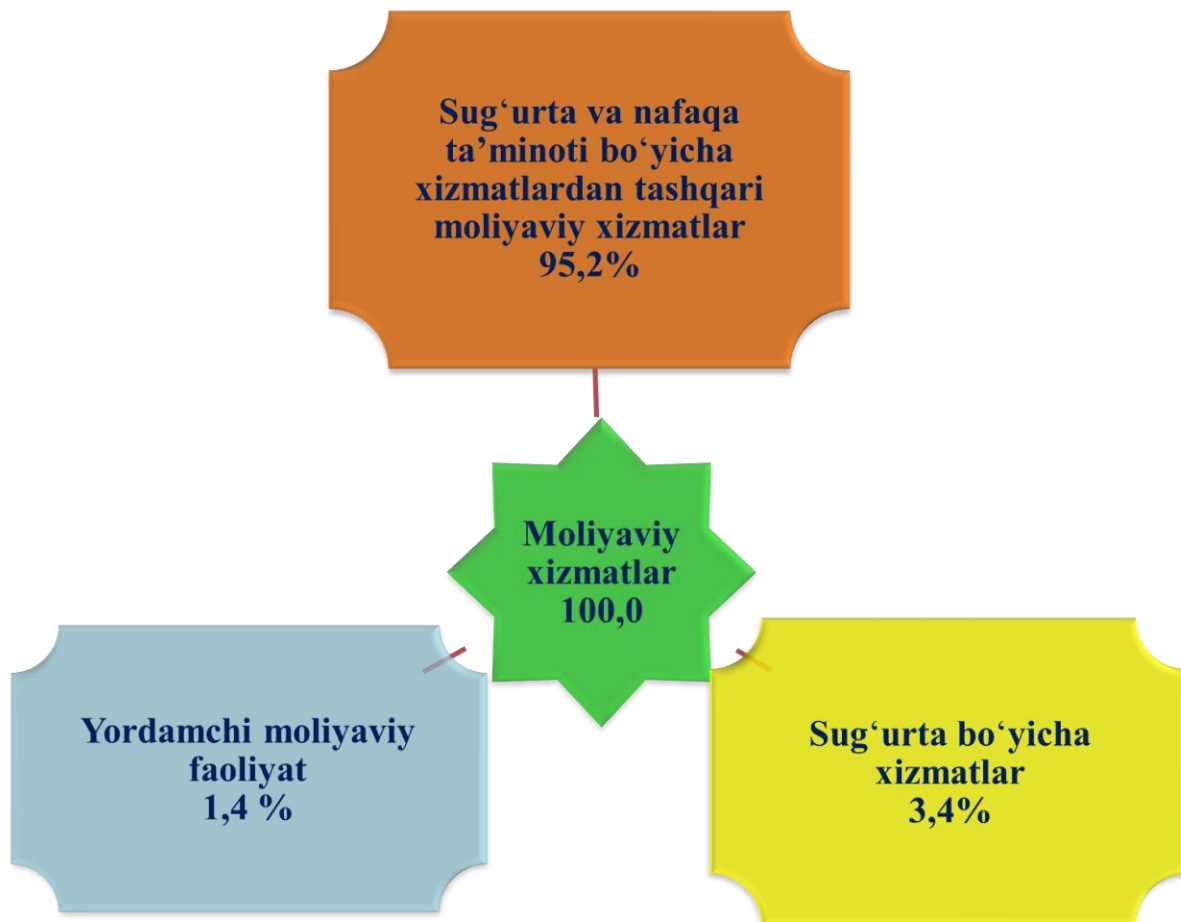 Sug‘urta va nafaqa
ta’minoti bo‘yicha
xizmatlardan tashqari
moliyaviy xizmatlar
95,2%
Moliyaviy
xizmatlar
100,0
Yordamchi moliyaviy
faoliyat
1,4 %
Sug‘urta bo‘yicha
xizmatlar
3,4%